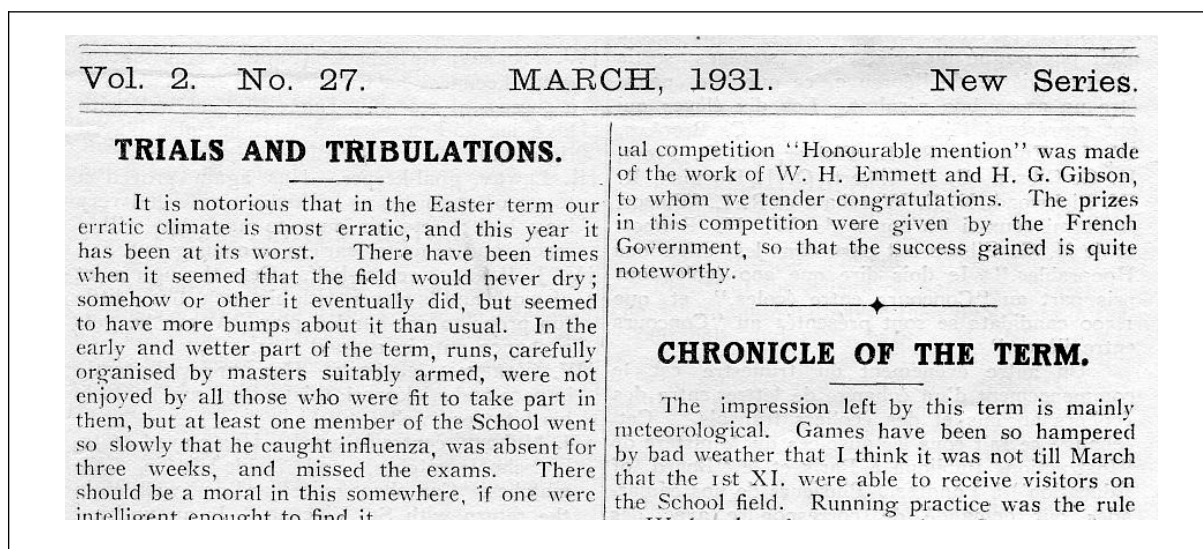 Vol. 2. No. 27. MARCH, 1931. New Series.
TRIALS AND TRIBULATIONS.
It is notorious that in the Easter term our
erratic climate is most erratic, and this year it
has been at its worst. There have been times
when it seemed that the field would never dry;
somehow or other it eventually did, but seemed
to have more bumps about it than usual. In the
early and wetter part of the term, runs, carefully
organised by masters suitably armed, were not
enjoyed by all those who were fit to take part in
them, but at least one member of the School went
so slowly that he caught influenza, was absent for
three weeks, and missed the exams. There
should be a moral in this somewhere, if one were
intelligent enought to find it
ual competition "Honourable mention" was made
of the work of W. H. Emmett and H. G. Gibson,
to whom we tender congratulations. The prizes
in this competition were given by the French
Government, so that the success gained is quite
noteworthy.
CHRONICLE OF THE TERM.
The impression left by this term is mainly
meteorological. Games have been so hampered
by bad weather that I think it was not till March
that the 1st XI. were able to receive visitors on
the School field. Running practice was the rule